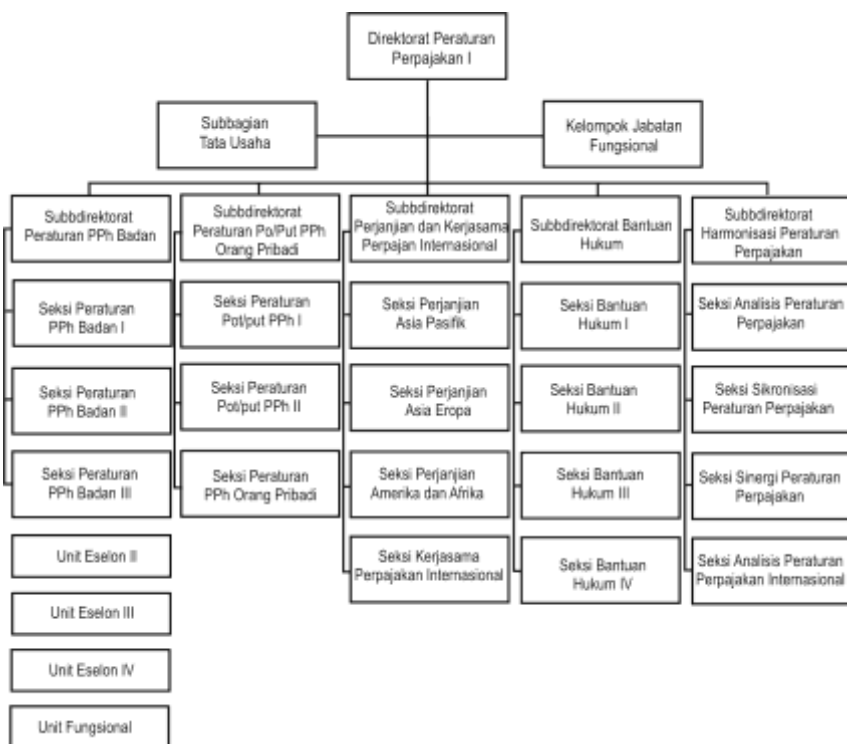 Direktorat Peraturan
Perpajakan I
Subbagian
Tata Usaha
Kelompok Jabatan
Fungsional
Subbdirektorat
Peraturan PPh Badan
Subbdirektorat
Peraturan Po/Put PPh
Orang Pribadi
Subbdirektorat
Perjanjian dan Kerjasama
Perpajan Internasional
Subbdirektorat Bantuan
Hukum
Subbdirektorat
Harmonisasi Peraturan
Perpajakan
Seksi Peraturan
PPh Badan I
Seksi Peraturan
Pot/put PPh I
Seksi Perjanjian
Asia Pasifik
Seksi Bantuan
Hukum I
Seksi Analisis Peraturan
Perpajakan
Seksi Peraturan
PPh Badan II
Seksi Peraturan
Pot/put PPh II
Seksi Perjanjian
Asia Eropa
Seksi Bantuan
Hukum II
Seksi Sikronisasi
Peraturan Perpajakan
Seksi Peraturan
PPh Badan III
Seksi Peraturan
PPh Orang Pribadi
Seksi Perjanjian
Amerika dan Afrika
Seksi Bantuan
Hukum III
Seksi Sinergi Peraturan
Perpajakan
Unit Eselon II
Seksi Kerjasama
Perpajakan Internasional
Seksi Bantuan
Hukum IV
Seksi Analisis Peraturan
Perpajakan Internasional
Unit Eselon III
Unit Eselon IV
Unit Fungsional